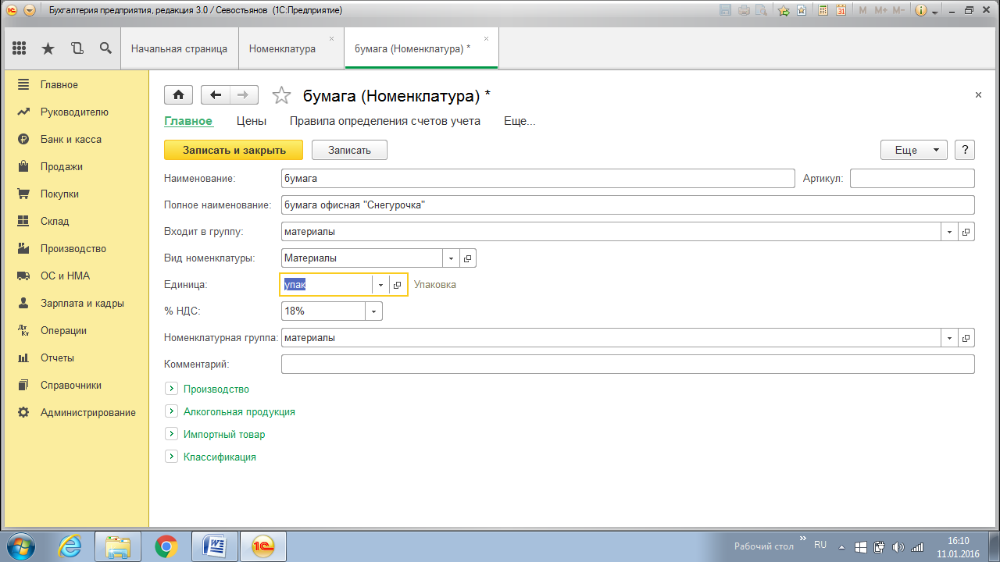 Бухгалтерия предприятия, редакция 3.0 / Севостьянов (1С:Предприятие)
M M+ M-
Начальная страница
Номенклатура
бумага (Номенклатура) *
Главное
Руководителю
Банк и касса
Продажи
Покупки
Склад
Производство
ОС и НМА
Зарплата и кадры
Операции
Отчеты
Справочники
Администрирование
бумага (Номенклатура) *
Главное Цены Правила определения счетов учета Еще...
Записать и закрыть Записать Еще ?
Наименование: бумага Артикул:
Полное наименование: бумага офисная "Снегурочка"
Входит в группу: материалы
Вид номенклатуры: Материалы
Единица: упак Упаковка
% НДС: 18%
Номенклатурная группа: материалы
Комментарий:
Производство
Алкогольная продукция
Импортный товар
Классификация
Рабочий стол » RU 16:10
11.01.2016